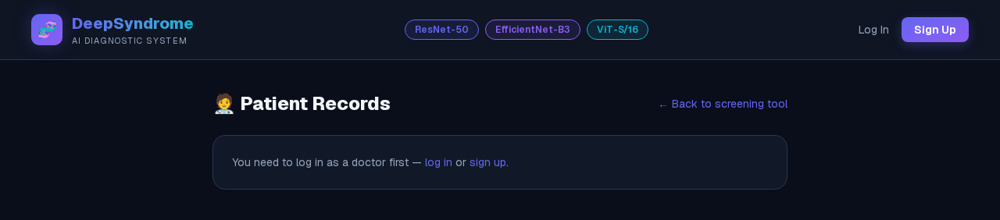 DeepSyndrome
AI DIAGNOSTIC SYSTEM
ResNet-50
EfficientNet-B3
ViT-S/16
Log In
Sign Up
Patient Records
← Back to screening tool
You need to log in as a doctor first — log in or sign up.